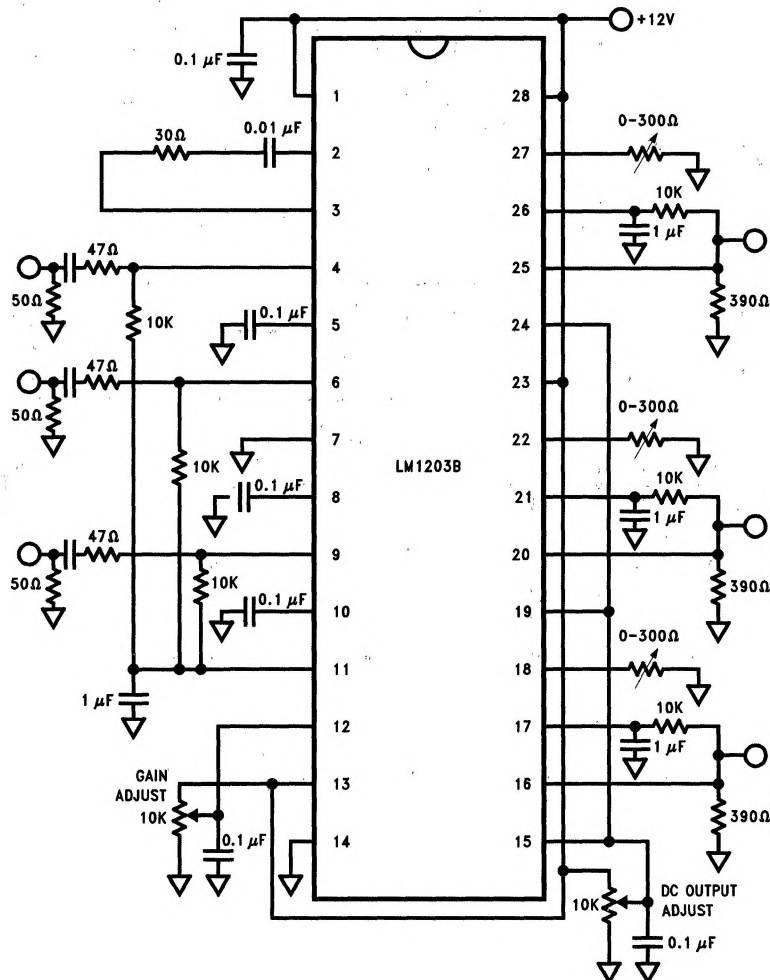 +12V
0.1 µF
1
28
30Ω
0.01 µF
2
27
0-300Ω
3
26
10K
1 µF
47Ω
4
25
50Ω
10K
390Ω
0.1 µF
5
24
47Ω
6
23
50Ω
10K
0-300Ω
7
22
LM1203B
0.1 µF
8
21
10K
1 µF
47Ω
9
20
50Ω
10K
390Ω
0.1 µF
10
19
0-300Ω
11
18
1 µF
12
17
10K
1 µF
GAIN
ADJUST
10K
13
16
390Ω
0.1 µF
14
15
10K
DC OUTPUT
ADJUST
0.1 µF